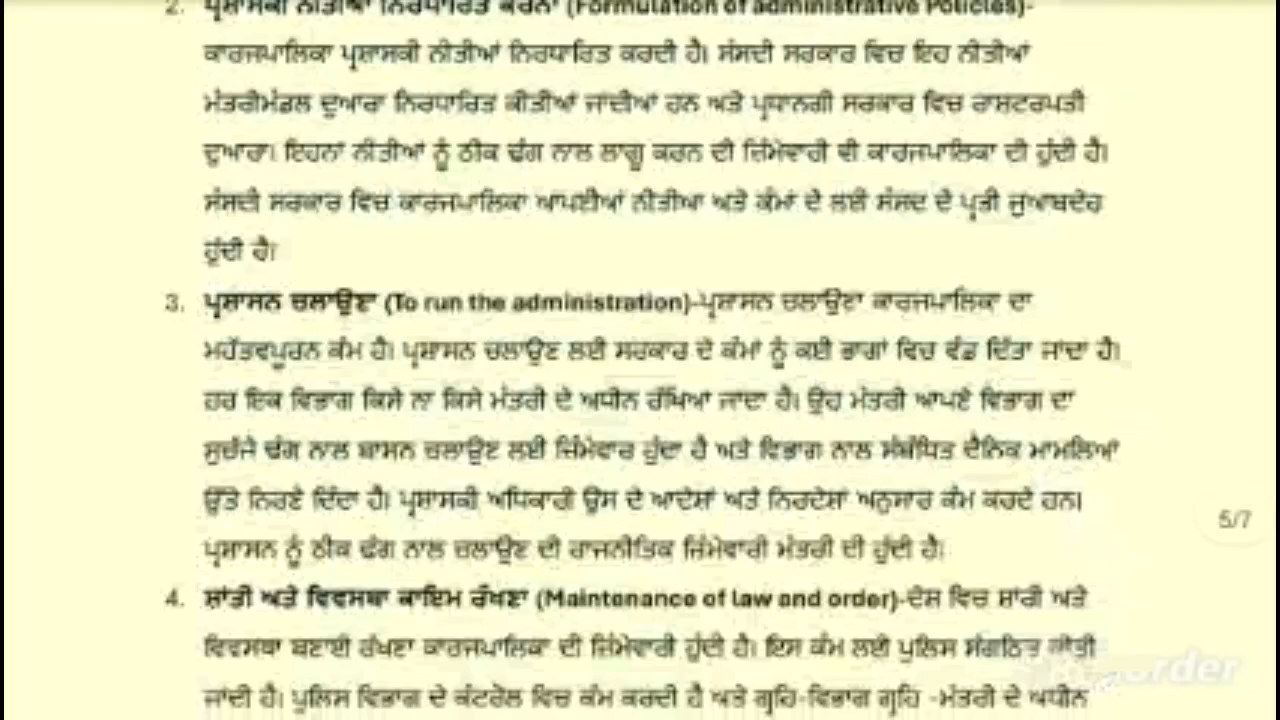 2. ਪ੍ਰਸ਼ਾਸਕੀ ਨੀਤੀਆਂ ਨਿਰਧਾਰਿਤ ਕਰਨਾ (Formulation of administrative Policies)-
ਕਾਰਜਪਾਲਿਕਾ ਪ੍ਰਸ਼ਾਸਕੀ ਨੀਤੀਆਂ ਨਿਰਧਾਰਿਤ ਕਰਦੀ ਹੈ। ਸੰਸਦੀ ਸਰਕਾਰ ਵਿਚ ਇਹ ਨੀਤੀਆਂ
ਮੰਤਰੀਮੰਡਲ ਦੁਆਰਾ ਨਿਰਧਾਰਿਤ ਕੀਤੀਆਂ ਜਾਂਦੀਆਂ ਹਨ ਅਤੇ ਪ੍ਰਧਾਨਗੀ ਸਰਕਾਰ ਵਿਚ ਰਾਸ਼ਟਰਪਤੀ
ਦੁਆਰਾ। ਇਹਨਾਂ ਨੀਤੀਆਂ ਨੂੰ ਠੀਕ ਢੰਗ ਨਾਲ ਲਾਗੂ ਕਰਨ ਦੀ ਜ਼ਿੰਮੇਵਾਰੀ ਵੀ ਕਾਰਜਪਾਲਿਕਾ ਦੀ ਹੁੰਦੀ ਹੈ।
ਸੰਸਦੀ ਸਰਕਾਰ ਵਿਚ ਕਾਰਜਪਾਲਿਕਾ ਆਪਣੀਆਂ ਨੀਤੀਆ ਅਤੇ ਕੰਮਾਂ ਦੇ ਲਈ ਸੰਸਦ ਦੇ ਪ੍ਰਤੀ ਜੁਆਬਦੇਹ
ਹੁੰਦੀ ਹੈ।
3. ਪ੍ਰਸ਼ਾਸਨ ਚਲਾਉਣਾ (To run the administration)-ਪ੍ਰਸ਼ਾਸਨ ਚਲਾਉਣਾ ਕਾਰਜਪਾਲਿਕਾ ਦਾ
ਮਹੱਤਵਪੂਰਨ ਕੰਮ ਹੈ। ਪ੍ਰਸ਼ਾਸਨ ਚਲਾਉਣ ਲਈ ਸਰਕਾਰ ਦੇ ਕੰਮਾਂ ਨੂੰ ਕਈ ਭਾਗਾਂ ਵਿਚ ਵੰਡ ਦਿੱਤਾ ਜਾਂਦਾ ਹੈ।
ਹਰ ਇਕ ਵਿਭਾਗ ਕਿਸੇ ਨਾ ਕਿਸੇ ਮੰਤਰੀ ਦੇ ਅਧੀਨ ਰੱਖਿਆ ਜਾਂਦਾ ਹੈ। ਉਹ ਮੰਤਰੀ ਆਪਣੇ ਵਿਭਾਗ ਦਾ
ਸੁਚੱਜੇ ਢੰਗ ਨਾਲ ਸ਼ਾਸਨ ਚਲਾਉਣ ਲਈ ਜ਼ਿੰਮੇਵਾਰ ਹੁੰਦਾ ਹੈ ਅਤੇ ਵਿਭਾਗ ਨਾਲ ਸੰਬੰਧਿਤ ਦੈਨਿਕ ਮਾਮਲਿਆਂ
ਉੱਤੇ ਨਿਰਣੇ ਦਿੰਦਾ ਹੈ। ਪ੍ਰਸ਼ਾਸਕੀ ਅਧਿਕਾਰੀ ਉਸ ਦੇ ਆਦੇਸ਼ਾਂ ਅਤੇ ਨਿਰਦੇਸ਼ਾਂ ਅਨੁਸਾਰ ਕੰਮ ਕਰਦੇ ਹਨ।
ਪ੍ਰਸ਼ਾਸਨ ਨੂੰ ਠੀਕ ਢੰਗ ਨਾਲ ਚਲਾਉਣ ਦੀ ਰਾਜਨੀਤਿਕ ਜ਼ਿੰਮੇਵਾਰੀ ਮੰਤਰੀ ਦੀ ਹੁੰਦੀ ਹੈ।
5/7
4. ਸ਼ਾਂਤੀ ਅਤੇ ਵਿਵਸਥਾ ਕਾਇਮ ਰੱਖਣਾ (Maintenance of law and order)-ਦੇਸ਼ ਵਿਚ ਸ਼ਾਂਤੀ ਅਤੇ
ਵਿਵਸਥਾ ਬਣਾਈ ਰੱਖਣਾ ਕਾਰਜਪਾਲਿਕਾ ਦੀ ਜ਼ਿੰਮੇਵਾਰੀ ਹੁੰਦੀ ਹੈ। ਇਸ ਕੰਮ ਲਈ ਪੁਲਿਸ ਸੰਗਠਿਤ ਕੀਤੀ
ਜਾਂਦੀ ਹੈ। ਪੁਲਿਸ ਵਿਭਾਗ ਦੇ ਕੰਟਰੋਲ ਵਿਚ ਕੰਮ ਕਰਦੀ ਹੈ ਅਤੇ ਗ੍ਰਹਿ-ਵਿਭਾਗ ਗ੍ਰਹਿ -ਮੰਤਰੀ ਦੇ ਅਧੀਨ